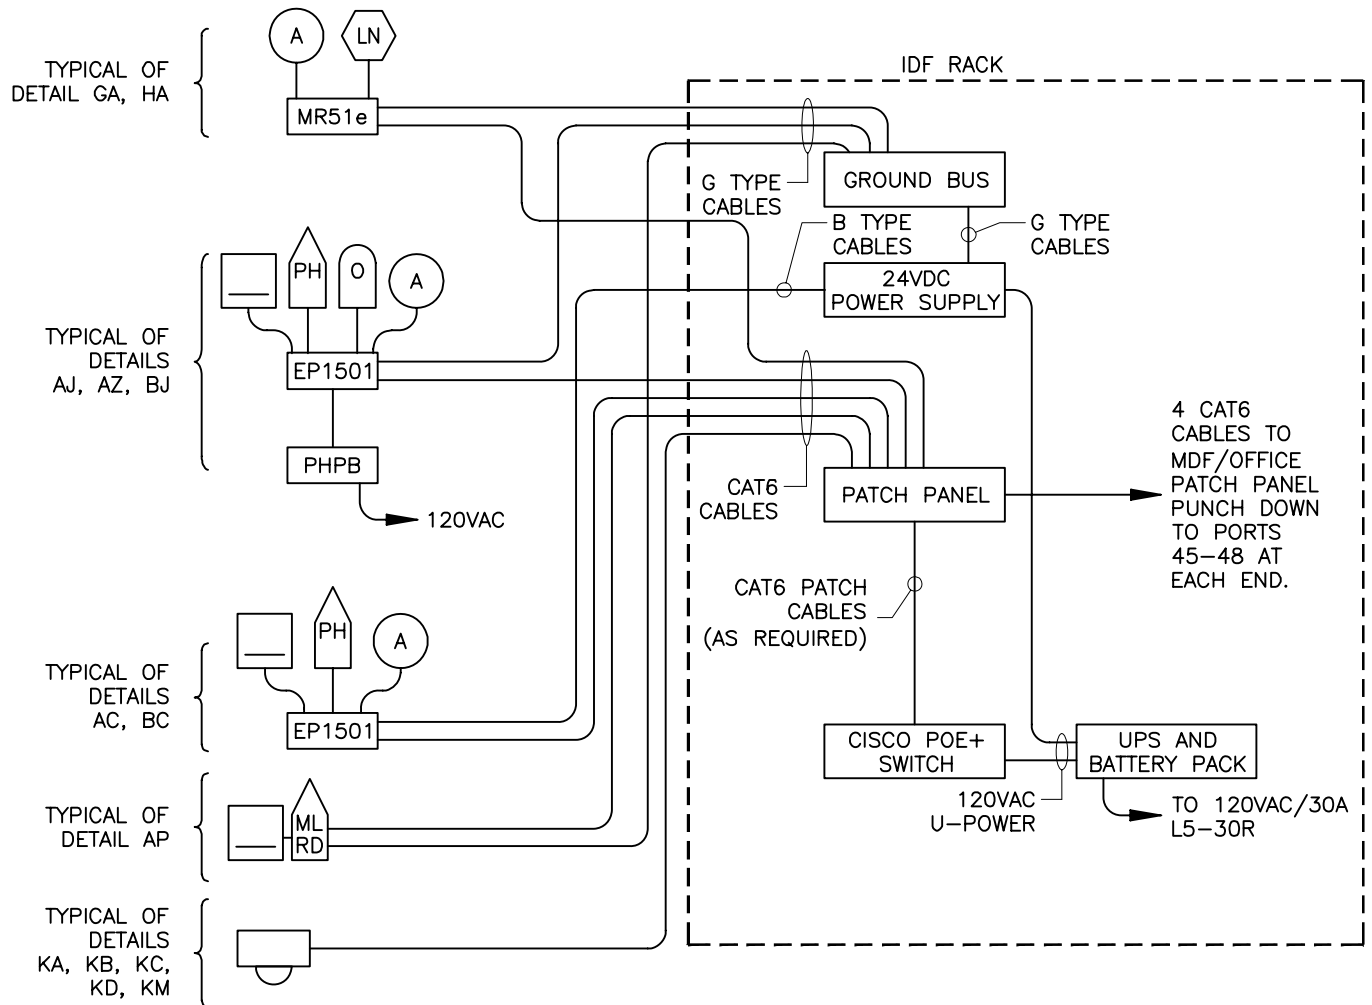 TYPICAL OF
DETAIL GA, HA
A
LN
MR51e
IDF RACK
G TYPE
CABLES
GROUND BUS
B TYPE
CABLES
G TYPE
CABLES
24VDC
POWER SUPPLY
TYPICAL OF
DETAILS
AJ, AZ, BJ
PH
O
A
EP1501
PHPB
120VAC
CAT6
CABLES
PATCH PANEL
4 CAT6
CABLES TO
MDF/OFFICE
PATCH PANEL
PUNCH DOWN
TO PORTS
45-48 AT
EACH END.
CAT6 PATCH
CABLES
(AS REQUIRED)
TYPICAL OF
DETAILS
AC, BC
PH
A
EP1501
CISCO POE+
SWITCH
UPS AND
BATTERY PACK
120VAC
U-POWER
TO 120VAC/30A
L5-30R
TYPICAL OF
DETAIL AP
ML
RD
TYPICAL OF
DETAILS
KA, KB, KC,
KD, KM